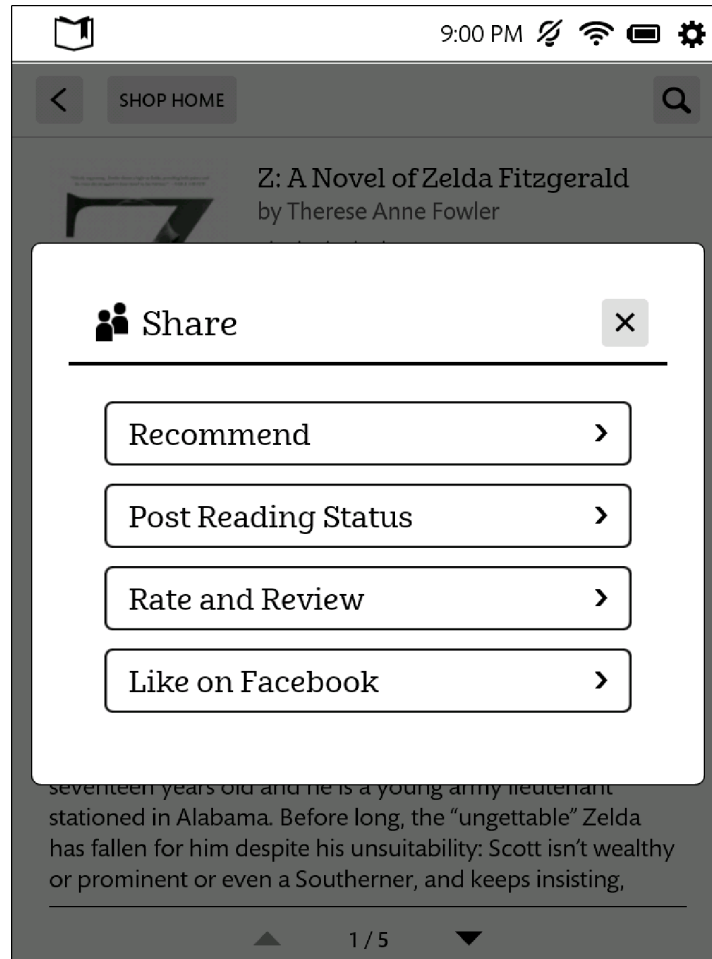 9:00 PM
SHOP HOME
Z: A Novel of Zelda Fitzgerald
by Therese Anne Fowler
Share
Recommend
Post Reading Status
Rate and Review
Like on Facebook
seventeen years old and he is a young army lieutenant
stationed in Alabama. Before long, the “ungettable” Zelda
has fallen for him despite his unsuitability: Scott isn’t wealthy
or prominent or even a Southerner, and keeps insisting,
1 / 5